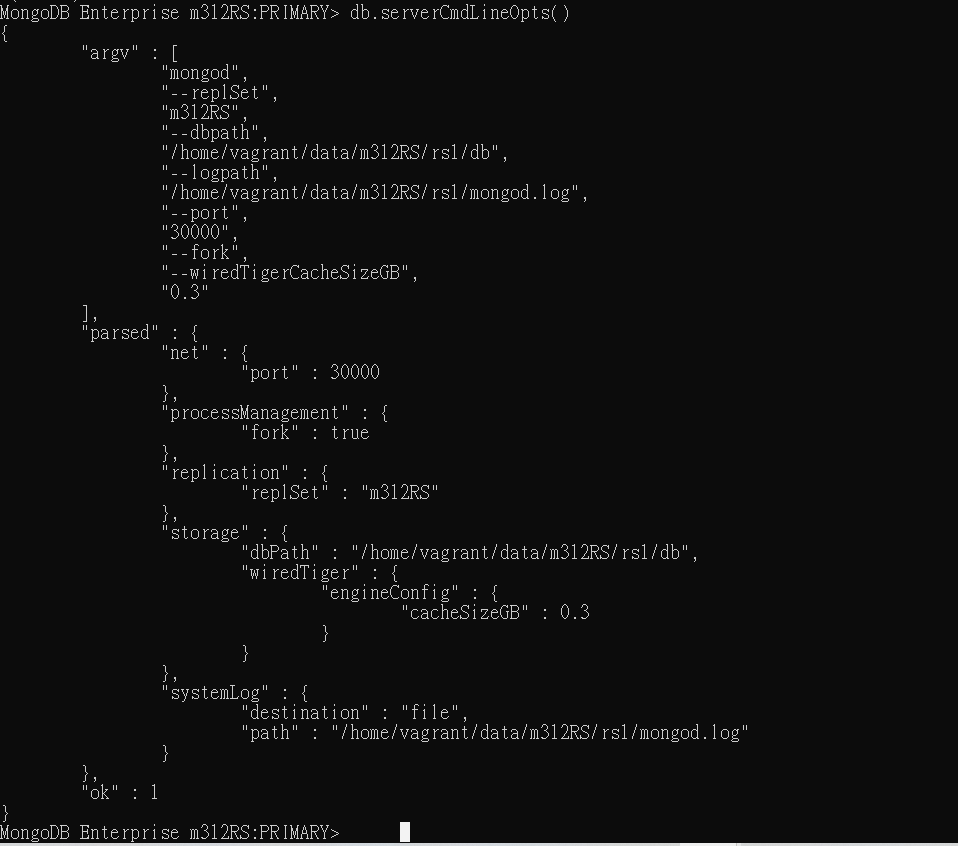 MongoDB Enterprise m312RS:PRIMARY> db.serverCmdLineOpts()
{
        "argv" : [
                "mongod",
                "--replSet",
                "m312RS",
                "--dbpath",
                "/home/vagrant/data/m312RS/rs1/db",
                "--logpath",
                "/home/vagrant/data/m312RS/rs1/mongod.log",
                "--port",
                "30000",
                "--fork",
                "--wiredTigerCacheSizeGB",
                "0.3"
        ],
        "parsed" : {
                "net" : {
                        "port" : 30000
                },
                "processManagement" : {
                        "fork" : true
                },
                "replication" : {
                        "replSet" : "m312RS"
                },
                "storage" : {
                        "dbPath" : "/home/vagrant/data/m312RS/rs1/db",
                        "wiredTiger" : {
                                "engineConfig" : {
                                        "cacheSizeGB" : 0.3
                                }
                        }
                },
                "systemLog" : {
                        "destination" : "file",
                        "path" : "/home/vagrant/data/m312RS/rs1/mongod.log"
                }
        },
        "ok" : 1
}
MongoDB Enterprise m312RS:PRIMARY>